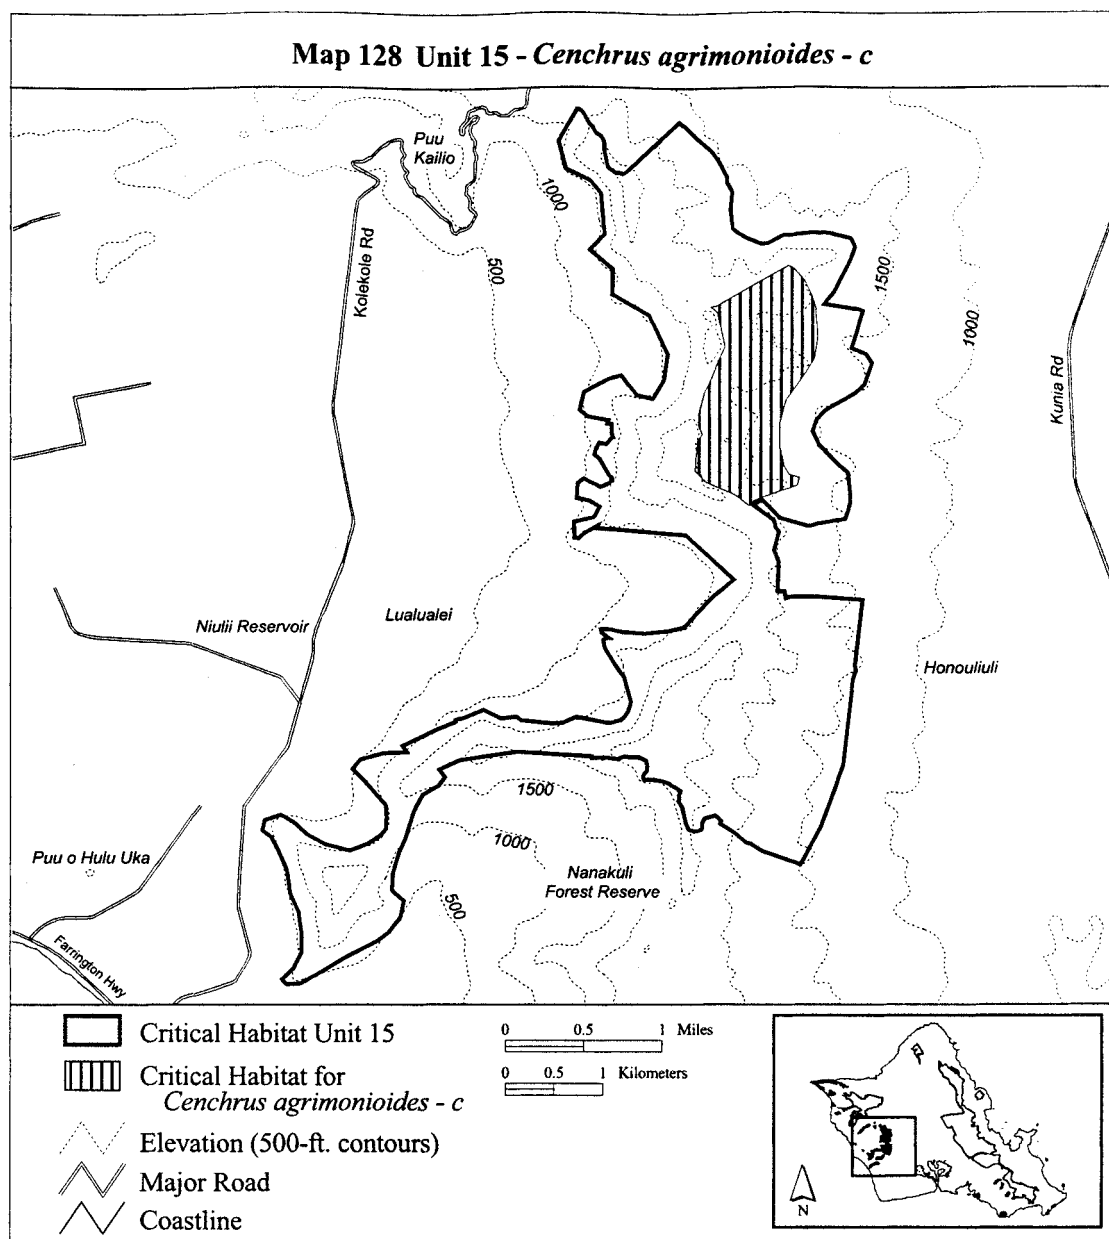 Map 128 Unit 15 - Cenchrus agrimonioides - c
Puu
Kailio
1000
500
Kolekole Rd
1500
1000
Kunia Rd
Niulii Reservoir
Lualualei
Honouliuli
1500
1000
500
Puu o Hulu Uka
Nanakuli
Forest Reserve
Farrington Hwy
Critical Habitat Unit 15
Critical Habitat for
Cenchrus agrimonioides - c
Elevation (500-ft. contours)
Major Road
Coastline
0 0.5 1 Miles
0 0.5 1 Kilometers
N